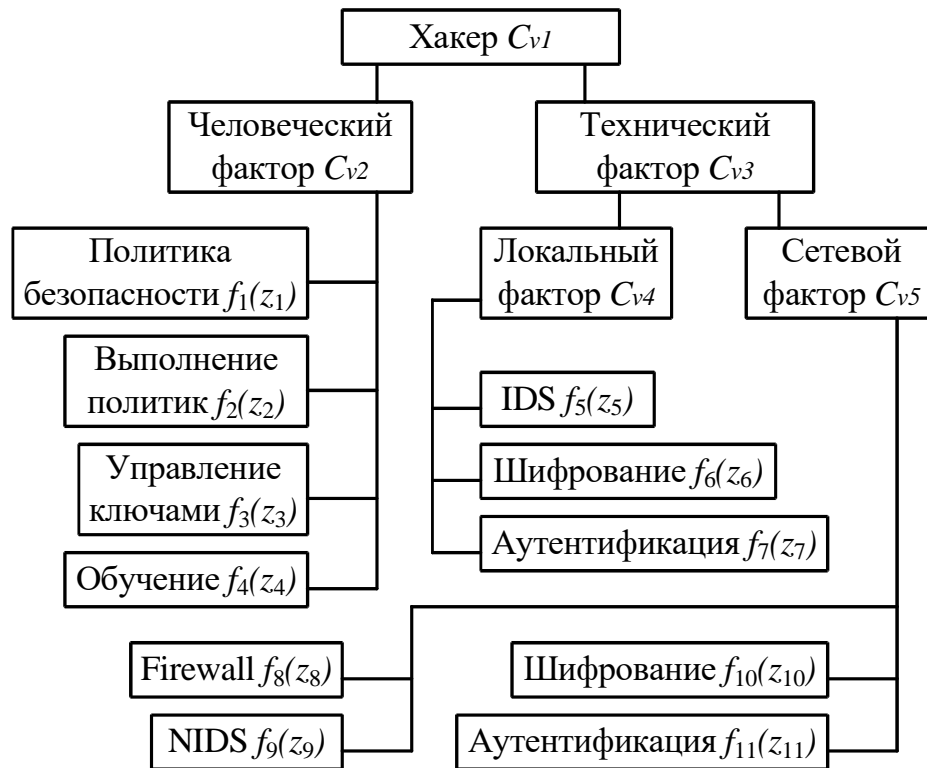 Хакер Cv1
Человеческий
фактор Cv2
Технический
фактор Cv3
Политика
безопасности f1(z1)
Выполнение
политик f2(z2)
Управление
ключами f3(z3)
Обучение f4(z4)
Локальный
фактор Cv4
IDS f5(z5)
Шифрование f6(z6)
Аутентификация f7(z7)
Сетевой
фактор Cv5
Firewall f8(z8)
NIDS f9(z9)
Шифрование f10(z10)
Аутентификация f11(z11)